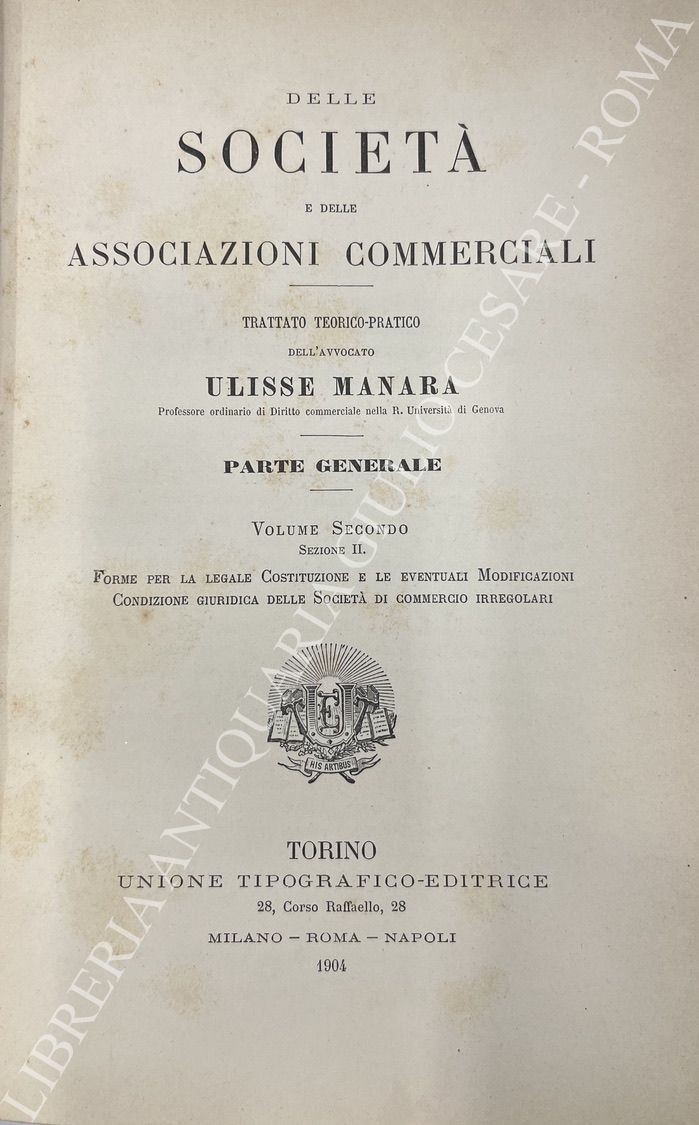 DELLE
SOCIETÀ
E DELLE
ASSOCIAZIONI COMMERCIALI
TRATTATO TEORICO-PRATICO
DELL'AVVOCATO
ULISSE MANARA
Professore ordinario di Diritto commerciale nella R. Università di Genova
PARTE GENERALE
VOLUME SECONDO
SEZIONE II.
FORME PER LA LEGALE COSTITUZIONE E LE EVENTUALI MODIFICAZIONI
CONDIZIONE GIURIDICA DELLE SOCIETÀ DI COMMERCIO IRREGOLARI
UTE
HIS ARTIBUS
TORINO
UNIONE TIPOGRAFICO-EDITRICE
28, Corso Raffaello, 28
MILANO – ROMA – NAPOLI
1904
LIBRERIA ANTIQUARIA GIULIO CESARE - ROMA